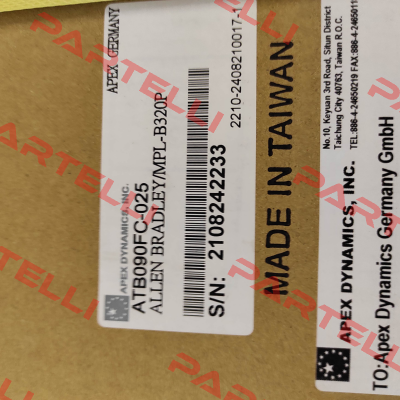 APEX GERMANY
APEX DYNAMICS, INC.
ATB090FC-025
ALLEN BRADLEY/MPL-B320P
S/N: 2108242233
2210-2408210017-1
MADE IN TAIWAN
No.10, Keyuan 3rd Road, Situn District
Taichung City 40763, Taiwan R.O.C.
TEL:886-4-24650219 FAX:886-4-24650118
APEX DYNAMICS, INC.
TO:Apex Dynamics Germany GmbH
PARTELLI
PARTELLI
PARTELLI
PARTELLI